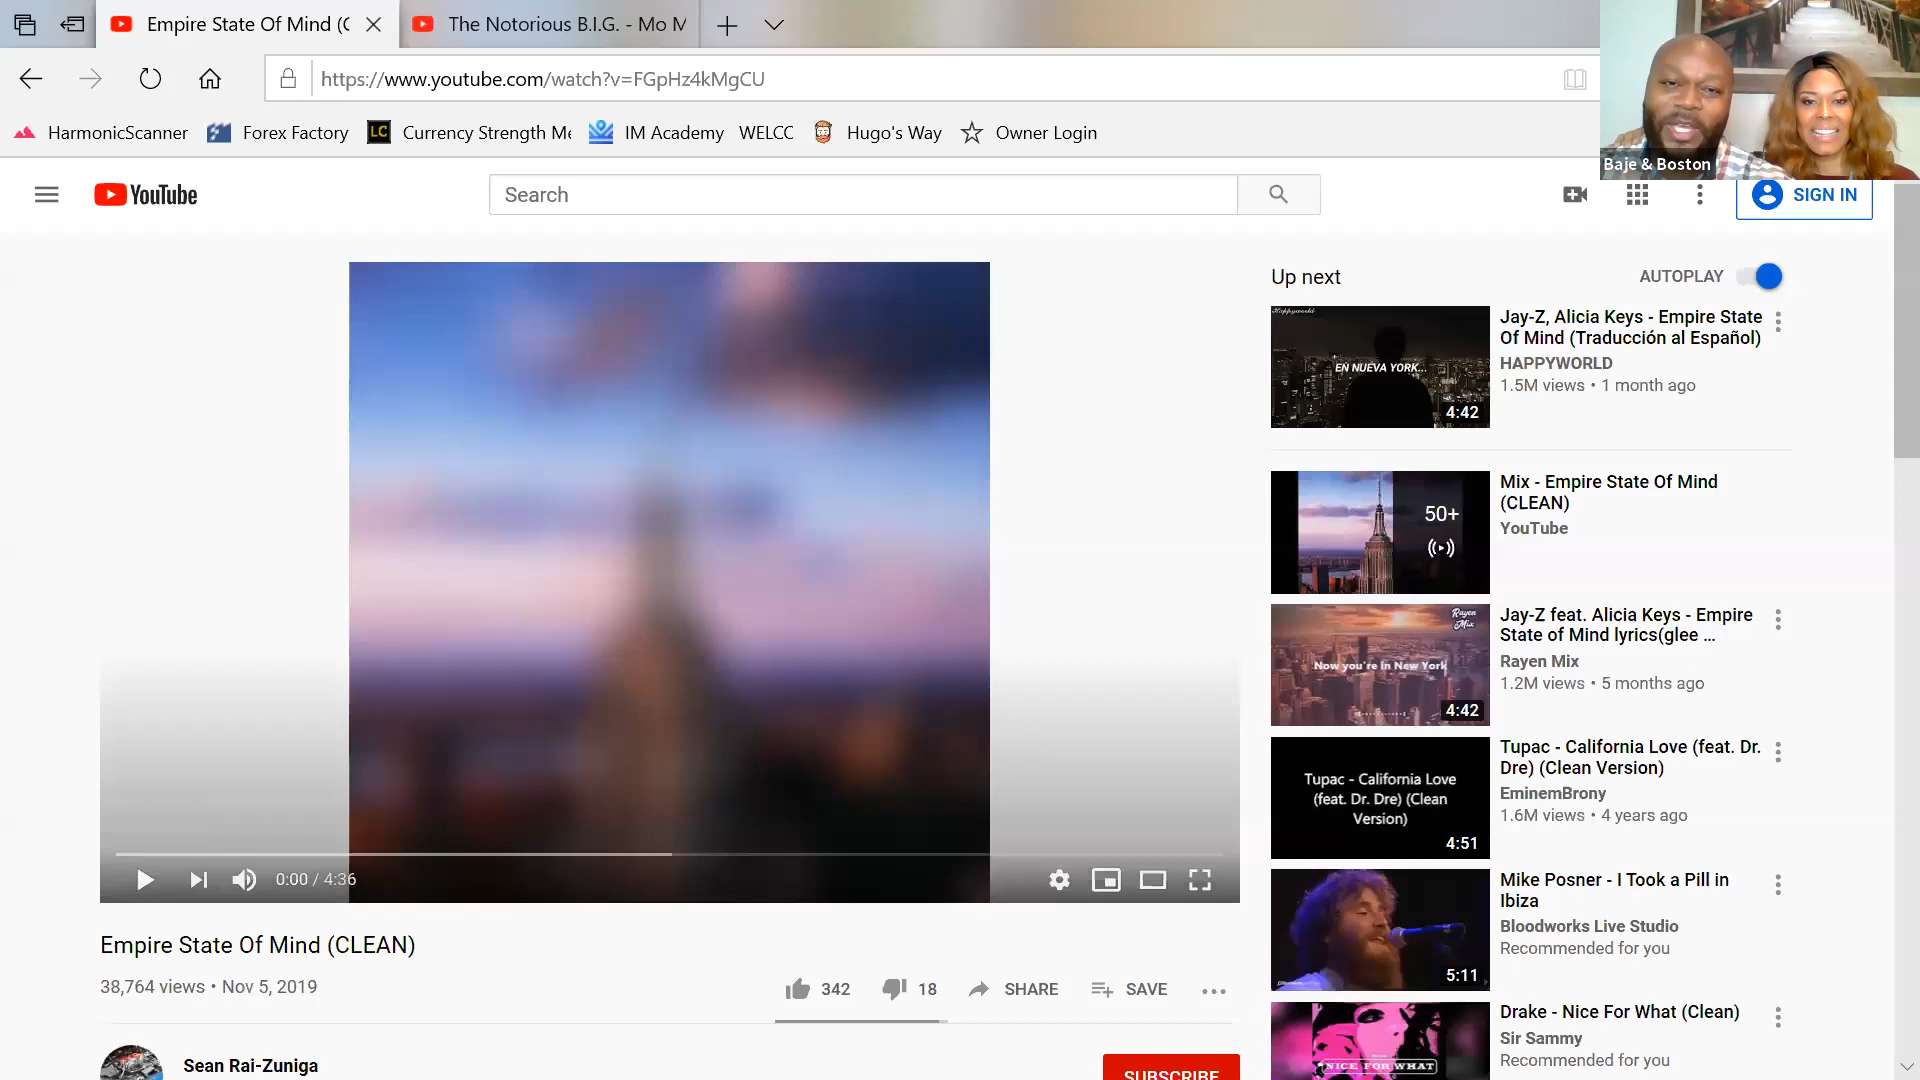 Empire State Of Mind (C
The Notorious B.I.G. - Mo M
https://www.youtube.com/watch?v=FGpHz4kMgCU
HarmonicScanner
Forex Factory
LC
Currency Strength Me
IM Academy
WELCC
Hugo's Way
Owner Login
Baje & Boston
YouTube
Search
SIGN IN
Up next
AUTOPLAY
Happyworld
EN NUEVA YORK...
4:42
Jay-Z, Alicia Keys - Empire State
Of Mind (Traducción al Español)
HAPPYWORLD
1.5M views • 1 month ago
50+
Mix - Empire State Of Mind
(CLEAN)
YouTube
Rayen
Mix
Now you're in New York
4:42
Jay-Z feat. Alicia Keys - Empire
State of Mind lyrics(glee ...
Rayen Mix
1.2M views • 5 months ago
Tupac - California Love
(feat. Dr. Dre) (Clean
Version)
4:51
Tupac - California Love (feat. Dr.
Dre) (Clean Version)
EminemBrony
1.6M views • 4 years ago
5:11
Mike Posner - I Took a Pill in
Ibiza
Bloodworks Live Studio
Recommended for you
NICE FOR WHAT
Drake - Nice For What (Clean)
Sir Sammy
Recommended for you
0:00 / 4:36
Empire State Of Mind (CLEAN)
38,764 views • Nov 5, 2019
342
18
SHARE
SAVE
Sean Rai-Zuniga
SUBSCRIBE